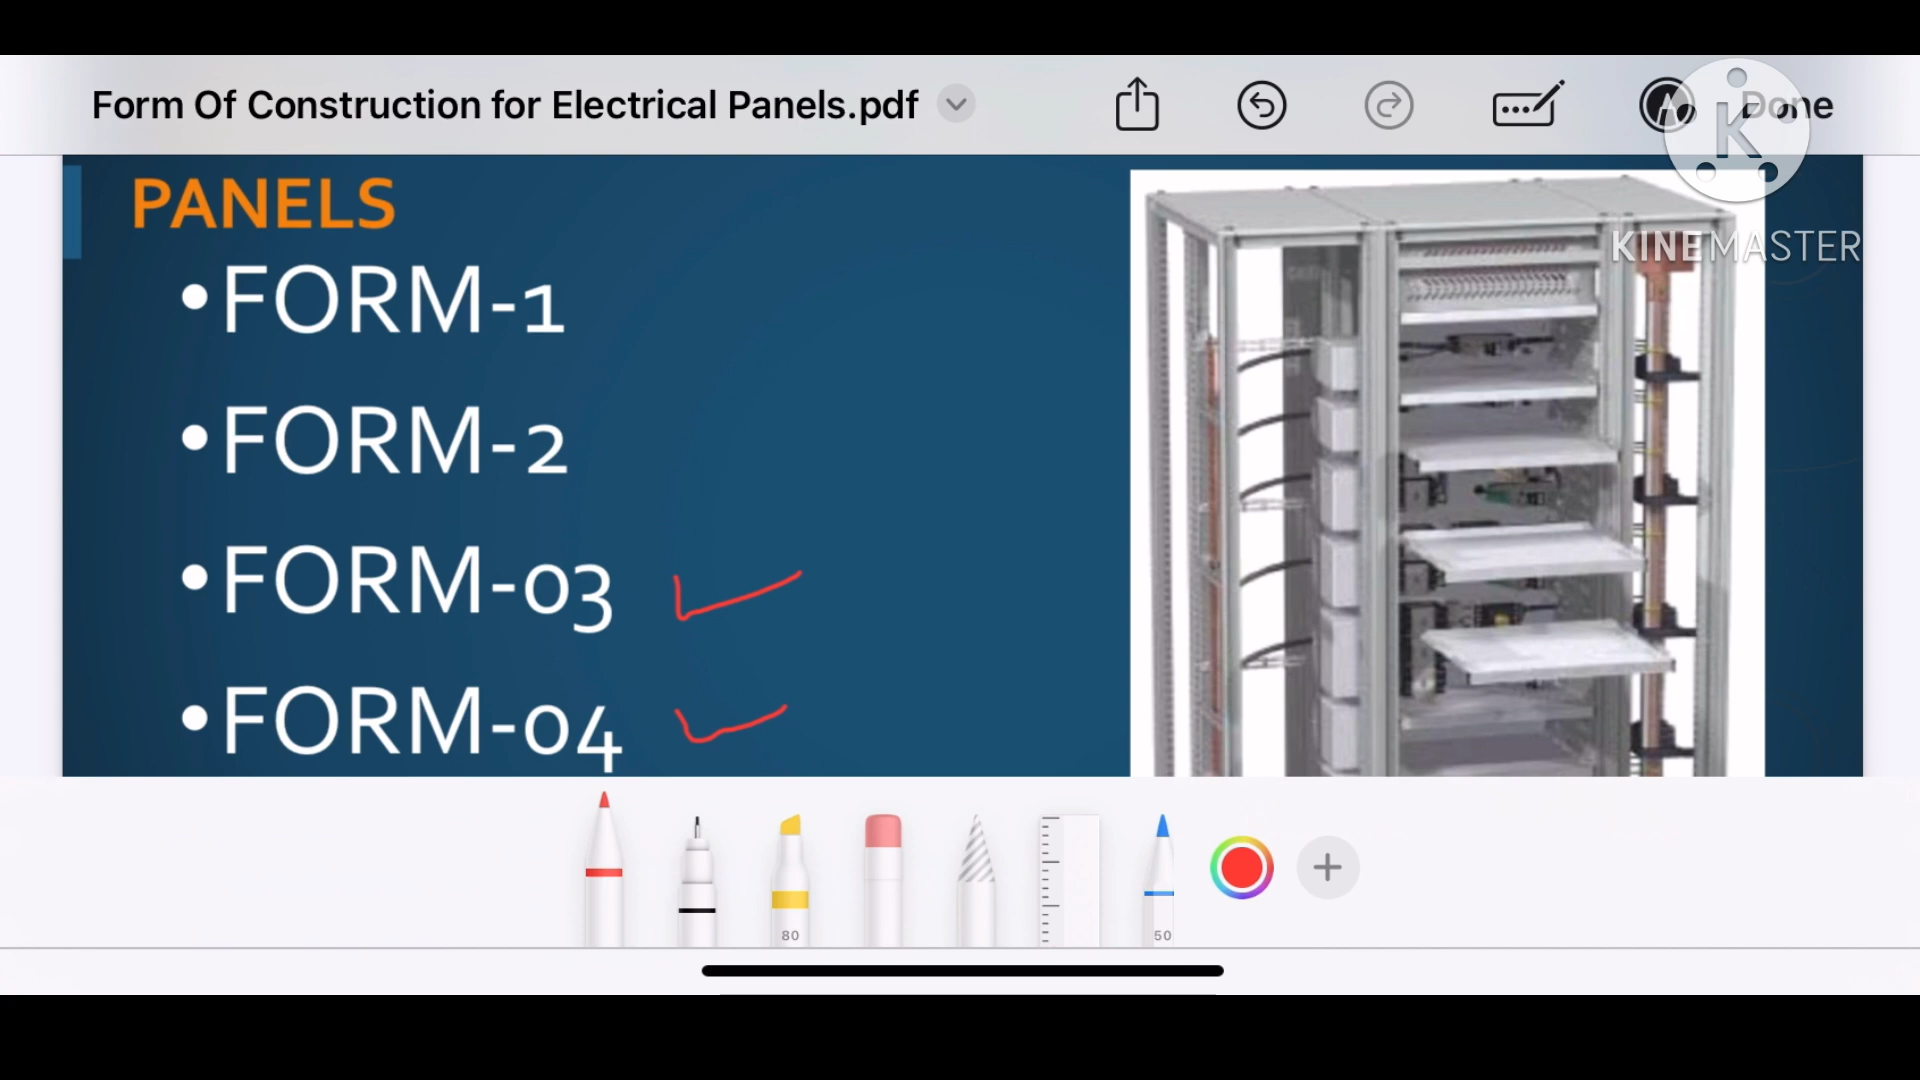 Form Of Construction for Electrical Panels.pdf
Done
K
KINEMASTER
PANELS
•FORM-1
•FORM-2
•FORM-03
•FORM-04
80
50